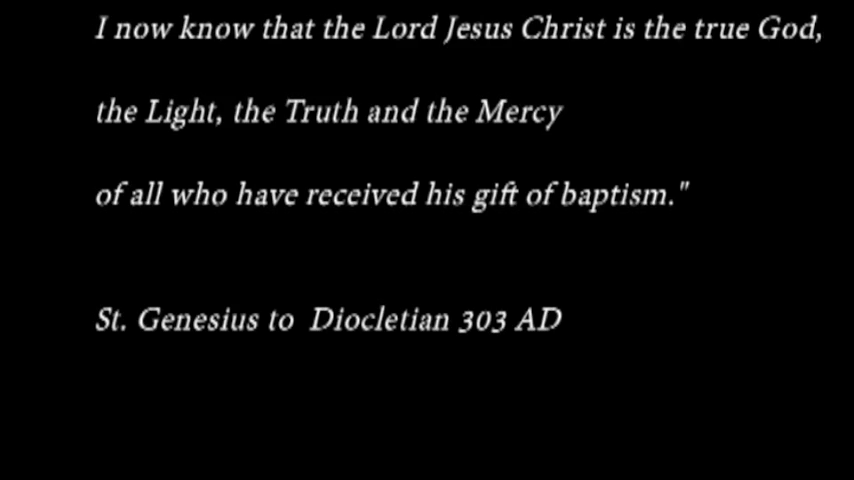 I now know that the Lord Jesus Christ is the true God,
the Light, the Truth and the Mercy
of all who have received his gift of baptism."
St. Genesius to Diocletian 303 AD